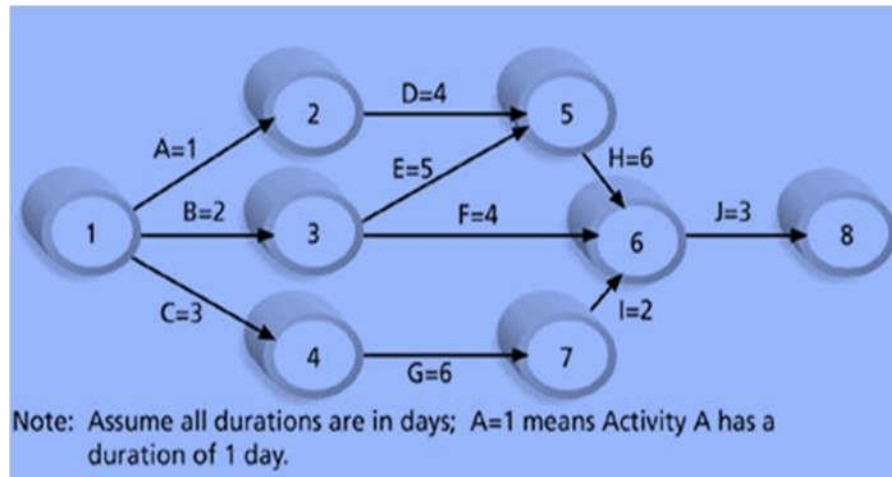 2
D=4
5
A=1
E=5
H=6
1
B=2
3
F=4
6
J=3
8
C=3
I=2
4
G=6
7
Note: Assume all durations are in days; A=1 means Activity A has a
duration of 1 day.